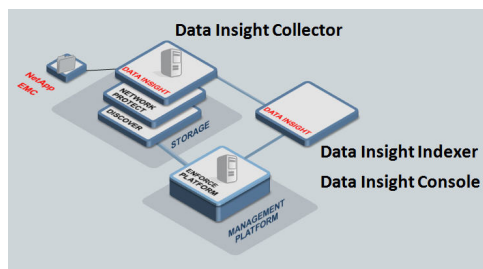 Data Insight Collector
DATA INSIGHT
NetApp
EMC
NETWORK
PROTECT
DISCOVER
STORAGE
DATA INSIGHT
Data Insight Indexer
Data Insight Console
ENFORCE
PLATFORM
MANAGEMENT
PLATFORM